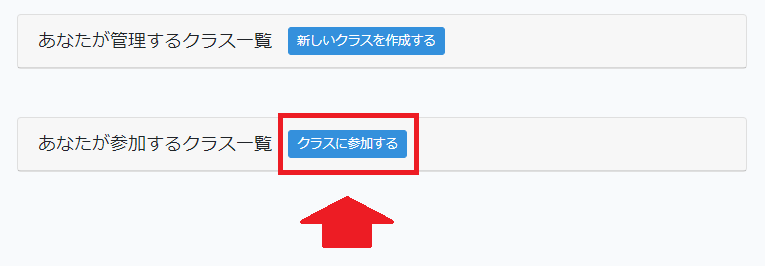 あなたが管理するクラス一覧 新しいクラスを作成する
あなたが参加するクラス一覧 クラスに参加する